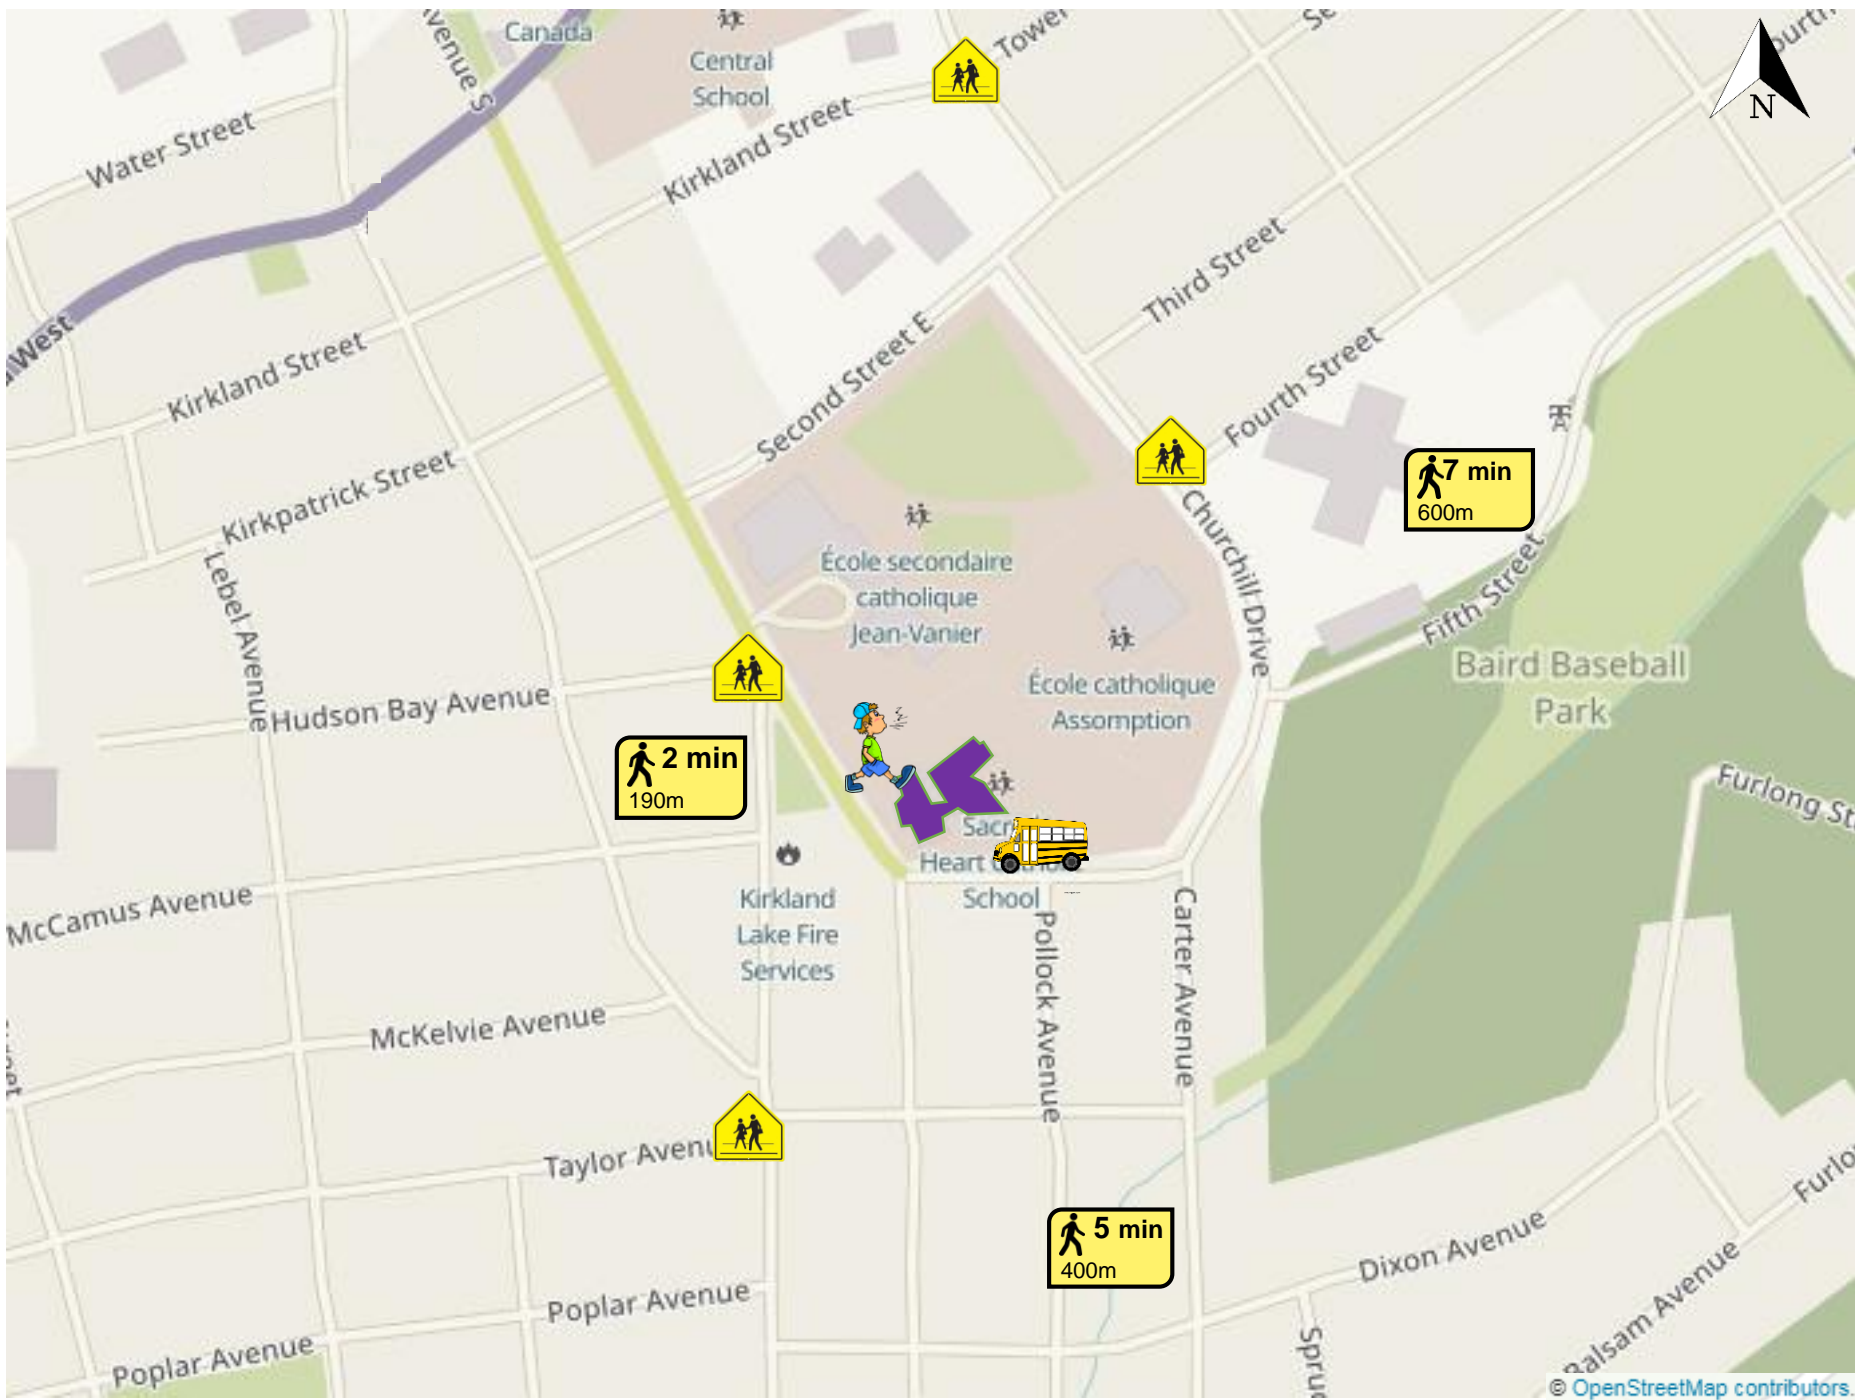 Canada
Central
School
Tower
N
Water Street
Kirkland Street
West
Kirkland Street
Third Street
Second Street E
Fourth Street
Kirkpatrick Street
7 min
600m
Churchill Drive
École secondaire
catholique
Jean-Vanier
Lebel Avenue
Fifth Street
Baird Baseball
Park
École catholique
Assomption
Hudson Bay Avenue
2 min
190m
Furlong
Heart
School
Kirkland
Lake Fire
Services
McCamus Avenue
Pollock Avenue
Carter Avenue
McKelvie Avenue
Taylor
5 min
400m
Dixon Avenue
Balsam Avenue
Poplar Avenue
Poplar Avenue
© OpenStreetMap contributors.